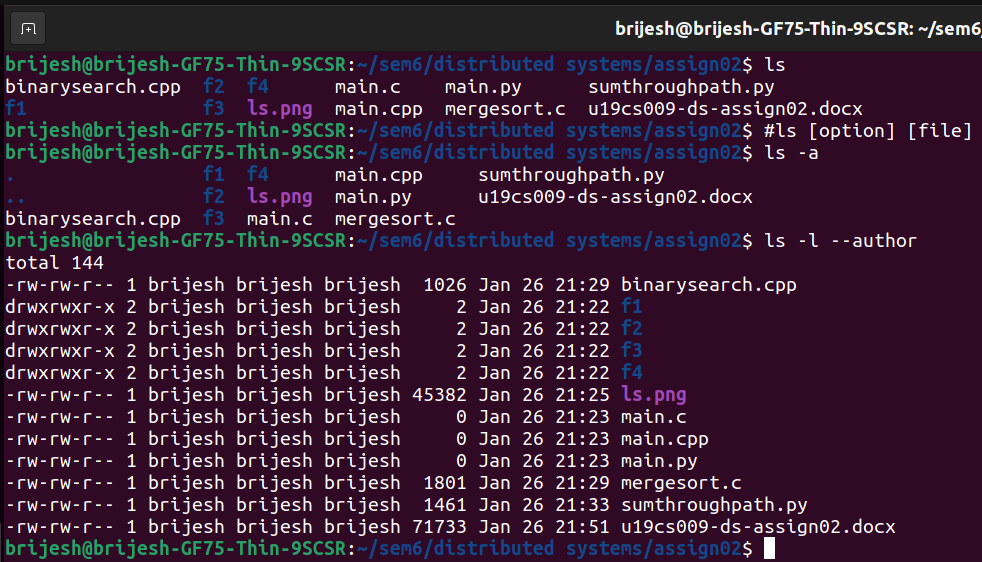 brijesh@brijesh-GF75-Thin-9SCSR: ~/sem6/
brijesh@brijesh-GF75-Thin-9SCSR:~/sem6/distributed systems/assign02$ ls
binarysearch.cpp  f2  f4      main.c    main.py      sumthroughpath.py
f1                f3  ls.png  main.cpp  mergesort.c  u19cs009-ds-assign02.docx
brijesh@brijesh-GF75-Thin-9SCSR:~/sem6/distributed systems/assign02$ #ls [option] [file]
brijesh@brijesh-GF75-Thin-9SCSR:~/sem6/distributed systems/assign02$ ls -a
.                 f1  f4      main.cpp     sumthroughpath.py
..                f2  ls.png  main.py      u19cs009-ds-assign02.docx
binarysearch.cpp  f3  main.c  mergesort.c
brijesh@brijesh-GF75-Thin-9SCSR:~/sem6/distributed systems/assign02$ ls -l --author
total 144
-rw-rw-r-- 1 brijesh brijesh brijesh  1026 Jan 26 21:29 binarysearch.cpp
drwxrwxr-x 2 brijesh brijesh brijesh     2 Jan 26 21:22 f1
drwxrwxr-x 2 brijesh brijesh brijesh     2 Jan 26 21:22 f2
drwxrwxr-x 2 brijesh brijesh brijesh     2 Jan 26 21:22 f3
drwxrwxr-x 2 brijesh brijesh brijesh     2 Jan 26 21:22 f4
-rw-rw-r-- 1 brijesh brijesh brijesh 45382 Jan 26 21:25 ls.png
-rw-rw-r-- 1 brijesh brijesh brijesh     0 Jan 26 21:23 main.c
-rw-rw-r-- 1 brijesh brijesh brijesh     0 Jan 26 21:23 main.cpp
-rw-rw-r-- 1 brijesh brijesh brijesh     0 Jan 26 21:23 main.py
-rw-rw-r-- 1 brijesh brijesh brijesh  1801 Jan 26 21:29 mergesort.c
-rw-rw-r-- 1 brijesh brijesh brijesh  1461 Jan 26 21:33 sumthroughpath.py
-rw-rw-r-- 1 brijesh brijesh brijesh 71733 Jan 26 21:51 u19cs009-ds-assign02.docx
brijesh@brijesh-GF75-Thin-9SCSR:~/sem6/distributed systems/assign02$